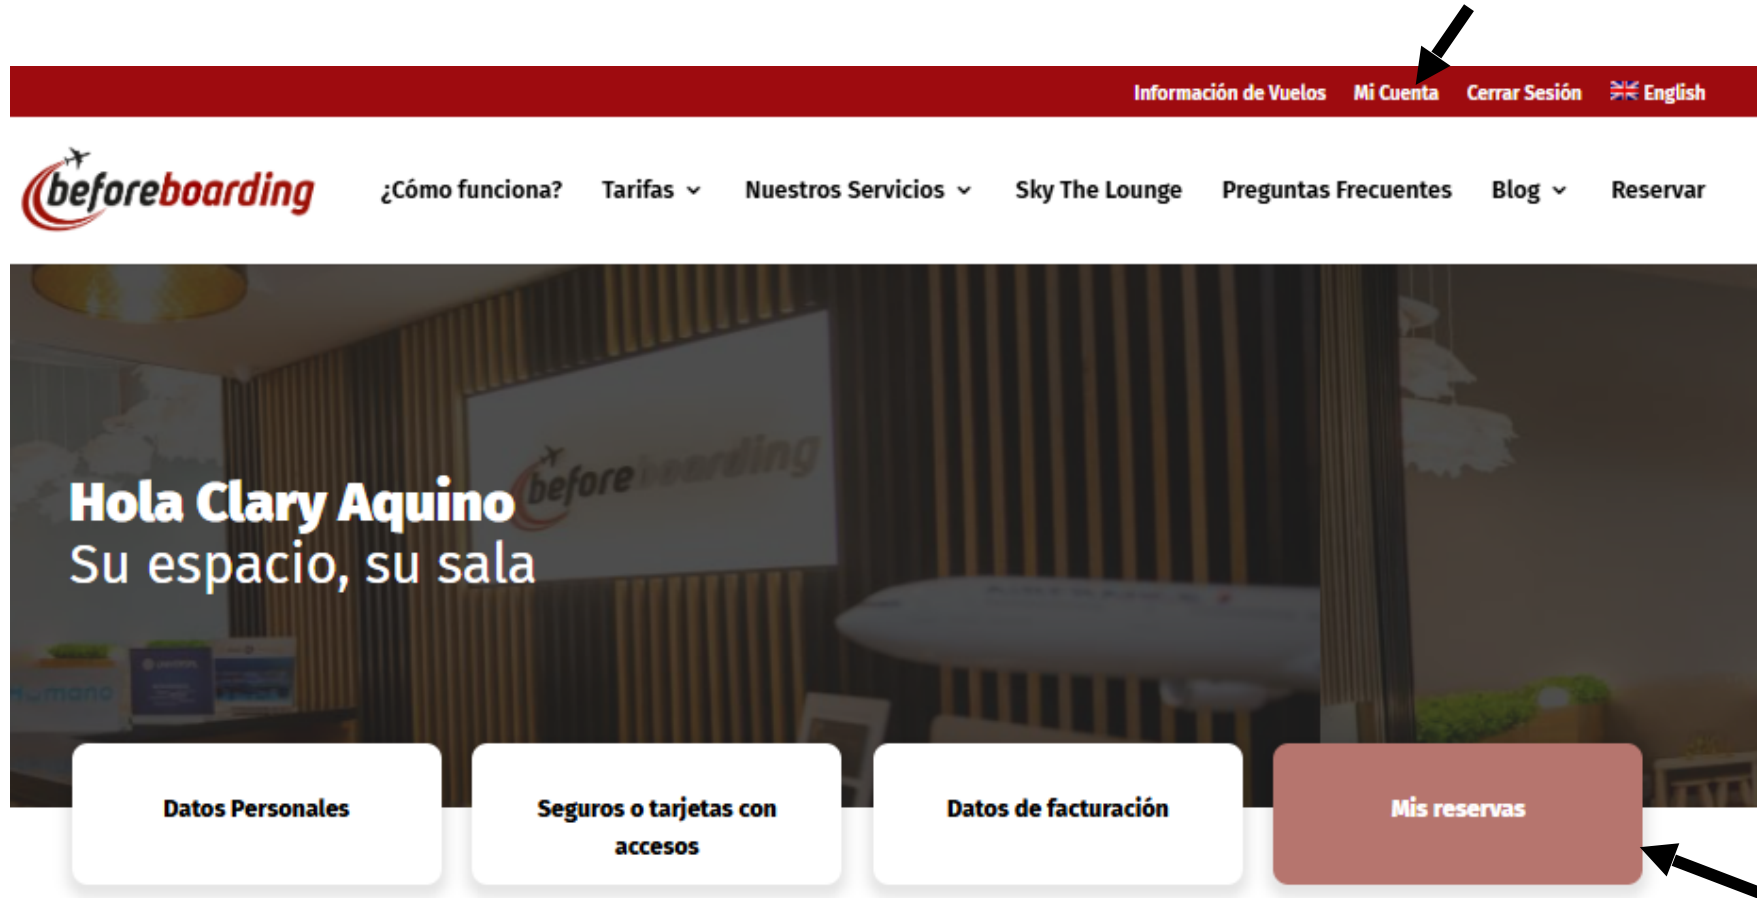 Información de Vuelos Mi Cuenta Cerrar Sesión English
beforeboarding
¿Cómo funciona? Tarifas Nuestros Servicios Sky The Lounge Preguntas Frecuentes Blog Reservar
beforeboarding
Hola Clary Aquino
Su espacio, su sala
Humano
Datos Personales
Seguros o tarjetas con
accesos
Datos de facturación
Mis reservas